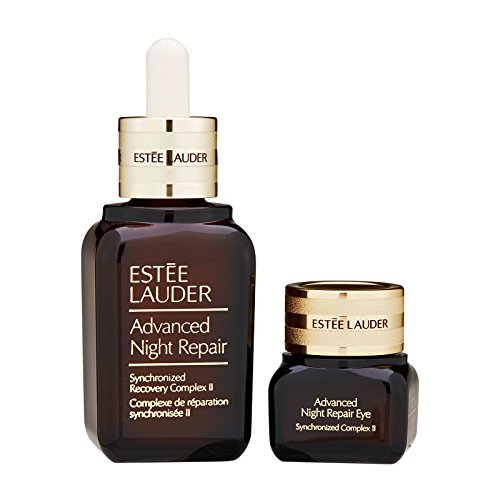 ESTĒE LAUDER
ESTĒE
LAUDER
Advanced
Night Repair
Synchronized
Recovery Complex II
Complexe de réparation
synchronisée II
ESTĒE LAUDER
Advanced
Night Repair Eye
Synchronized Complex II